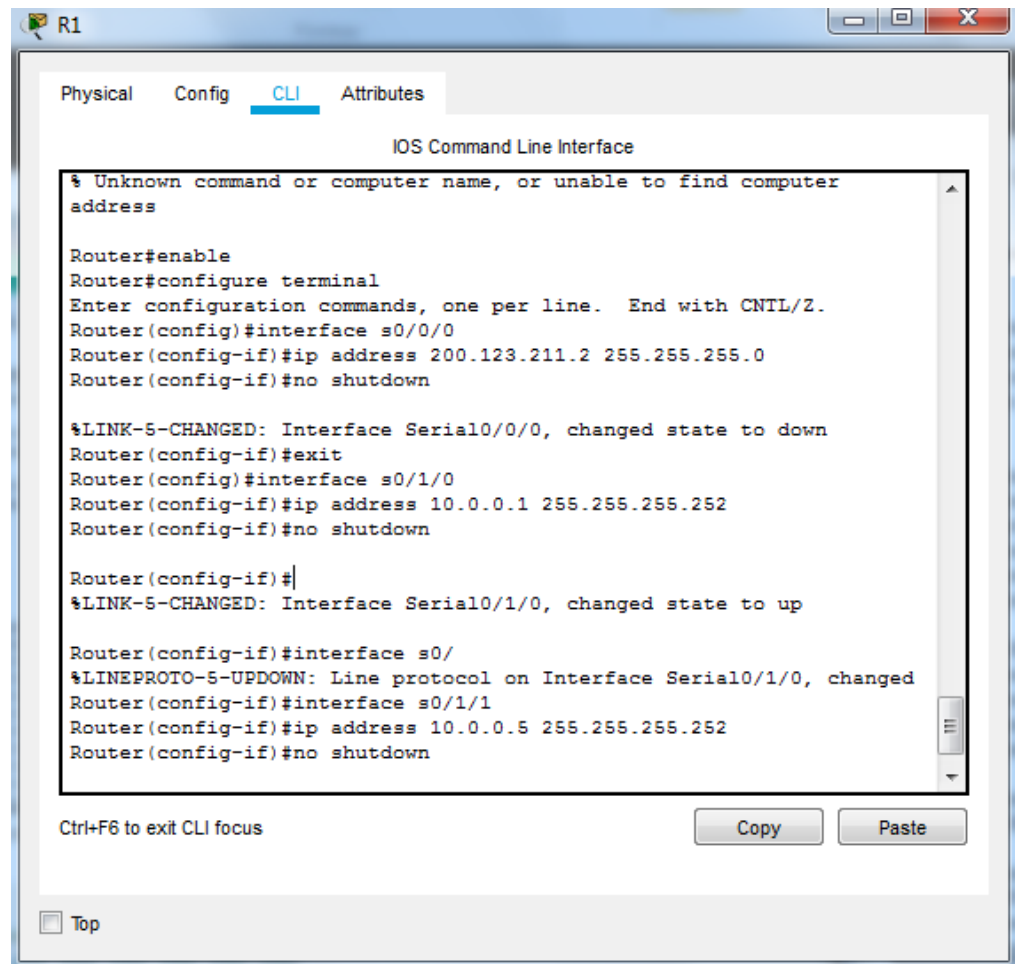 R1
Physical Config CLI Attributes
IOS Command Line Interface
% Unknown command or computer name, or unable to find computer
address
Router#enable
Router#configure terminal
Enter configuration commands, one per line.  End with CNTL/Z.
Router(config)#interface s0/0/0
Router(config-if)#ip address 200.123.211.2 255.255.255.0
Router(config-if)#no shutdown
%LINK-5-CHANGED: Interface Serial0/0/0, changed state to down
Router(config-if)#exit
Router(config)#interface s0/1/0
Router(config-if)#ip address 10.0.0.1 255.255.255.252
Router(config-if)#no shutdown
Router(config-if)#
%LINK-5-CHANGED: Interface Serial0/1/0, changed state to up
Router(config-if)#interface s0/
%LINEPROTO-5-UPDOWN: Line protocol on Interface Serial0/1/0, changed
Router(config-if)#interface s0/1/1
Router(config-if)#ip address 10.0.0.5 255.255.255.252
Router(config-if)#no shutdown
Ctrl+F6 to exit CLI focus
Copy Paste
Top